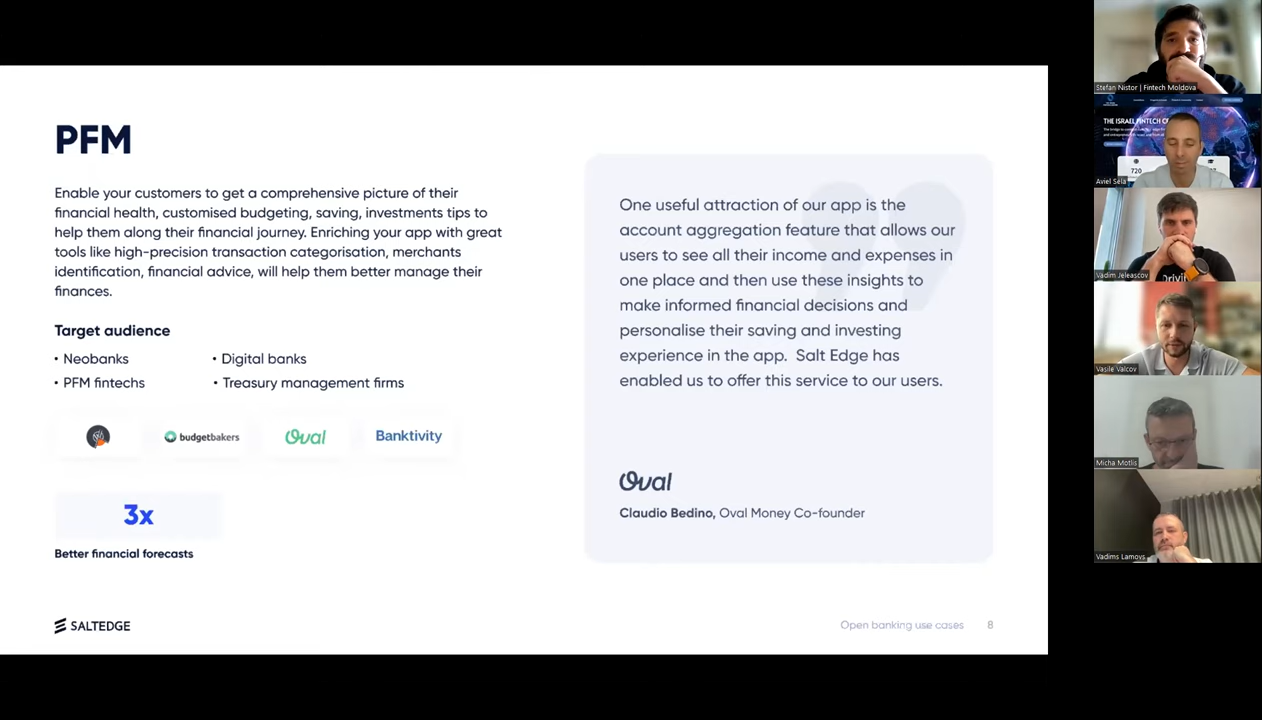 PFM
Enable your customers to get a comprehensive picture of their
financial health, customised budgeting, saving, investments tips to
help them along their financial journey. Enriching your app with great
tools like high-precision transaction categorisation, merchants
identification, financial advice, will help them better manage their
finances.
Target audience
• Neobanks
• Digital banks
• PFM fintechs
• Treasury management firms
budgetbakers
Oval
Banktivity
3x
Better financial forecasts
SALTEDGE
One useful attraction of our app is the
account aggregation feature that allows our
users to see all their income and expenses in
one place and then use these insights to
make informed financial decisions and
personalise their saving and investing
experience in the app. Salt Edge has
enabled us to offer this service to our users.
Oval
Claudio Bedino, Oval Money Co-founder
Open banking use cases 8
Stefan Nistor | Fintech Moldova
THE ISRAEL FINTECH
720
Aviel Sela
Vadim Jeleascov
Vasile Valcov
Micha Motlis
Vadims Lamovs